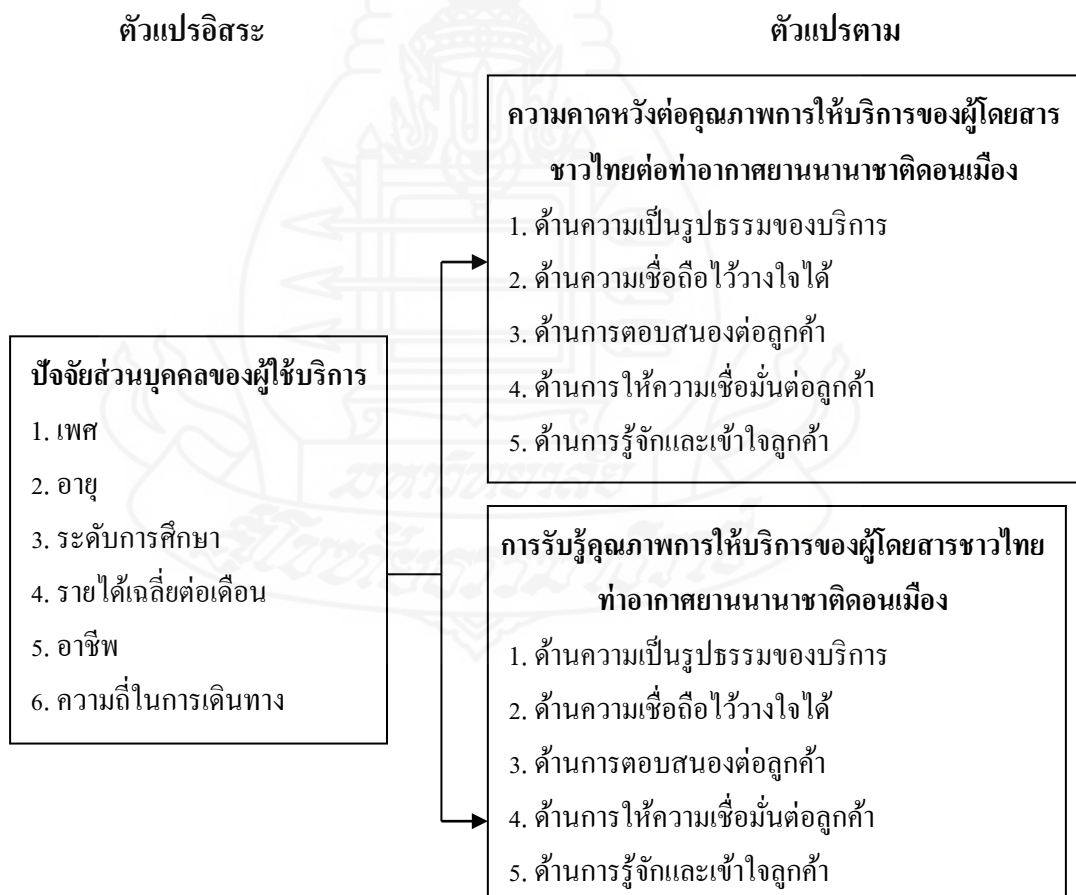 ตัวแปรอิสระ
ตัวแปรตาม
ปัจจัยส่วนบุคคลของผู้ใช้บริการ
1. เพศ
2. อายุ
3. ระดับการศึกษา
4. รายได้เฉลี่ยต่อเดือน
5. อาชีพ
6. ความถี่ในการเดินทาง
ความคาดหวังต่อคุณภาพการให้บริการของผู้โดยสาร
ชาวไทยต่อท่าอากาศยานนานาชาติดอนเมือง
1. ด้านความเป็นรูปธรรมของบริการ
2. ด้านความเชื่อถือไว้วางใจได้
3. ด้านการตอบสนองต่อลูกค้า
4. ด้านการให้ความเชื่อมั่นต่อลูกค้า
5. ด้านการรู้จักและเข้าใจลูกค้า
การรับรู้คุณภาพการให้บริการของผู้โดยสารชาวไทย
ท่าอากาศยานนานาชาติดอนเมือง
1. ด้านความเป็นรูปธรรมของบริการ
2. ด้านความเชื่อถือไว้วางใจได้
3. ด้านการตอบสนองต่อลูกค้า
4. ด้านการให้ความเชื่อมั่นต่อลูกค้า
5. ด้านการรู้จักและเข้าใจลูกค้า
มหาวิทยาลัย
สุโขทัยธรรมาธิราช